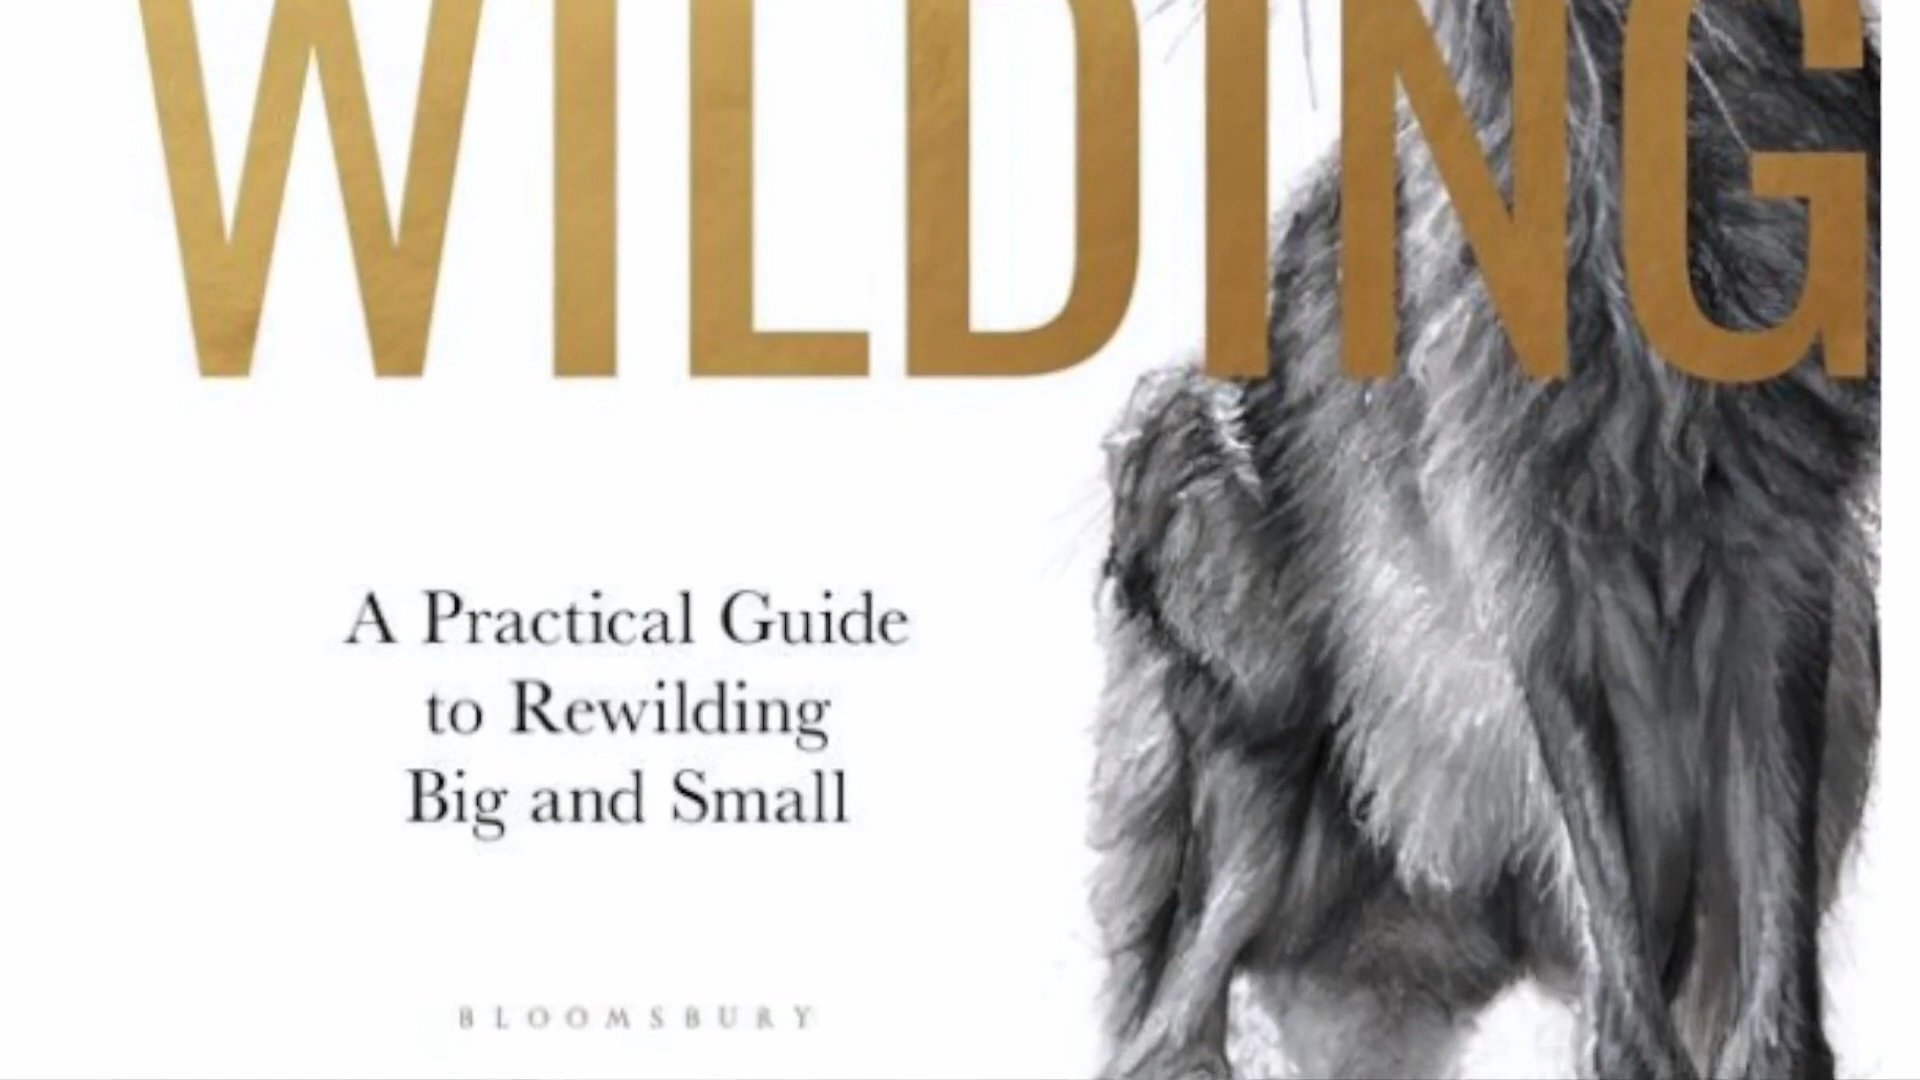 WILDING
A Practical Guide
to Rewilding
Big and Small
BLOOMSBURY